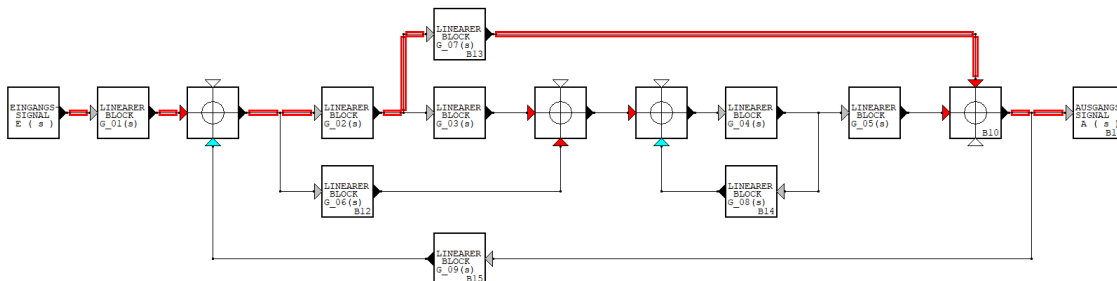 LINEARER
BLOCK
G_07(s)
B13
EINGANGS-
SIGNAL
E ( s )
LINEARER
BLOCK
G_01(s)
LINEARER
BLOCK
G_02(s)
LINEARER
BLOCK
G_03(s)
LINEARER
BLOCK
G_04(s)
LINEARER
BLOCK
G_05(s)
B10
AUSGANGS
SIGNAL
A ( s )
B1
LINEARER
BLOCK
G_06(s)
B12
LINEARER
BLOCK
G_08(s)
B14
LINEARER
BLOCK
G_09(s)
B15